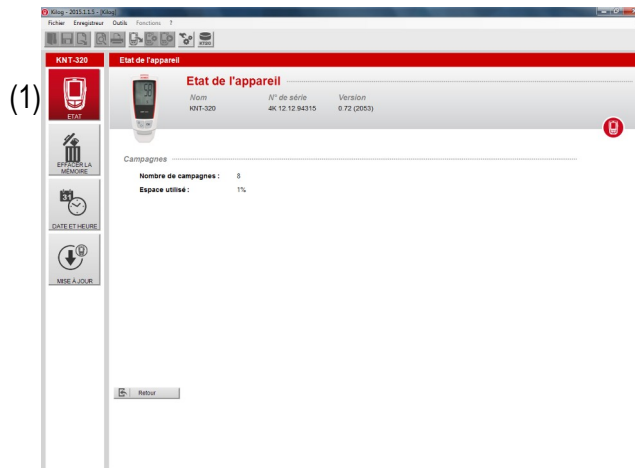 Kilog - 2015.1.1.5 - [Kilog]
Fichier Enregistreur Outils Fonctions ?
KNT-320 Etat de l'appareil
(1)
ETAT
EFFACER LA
MÉMOIRE
DATE ET HEURE
MISE À JOUR
Etat de l'appareil
Nom N° de série Version
KNT-320 4K 12.12.94315 0.72 (2053)
Campagnes
Nombre de campagnes : 8
Espace utilisé : 1%
Retour